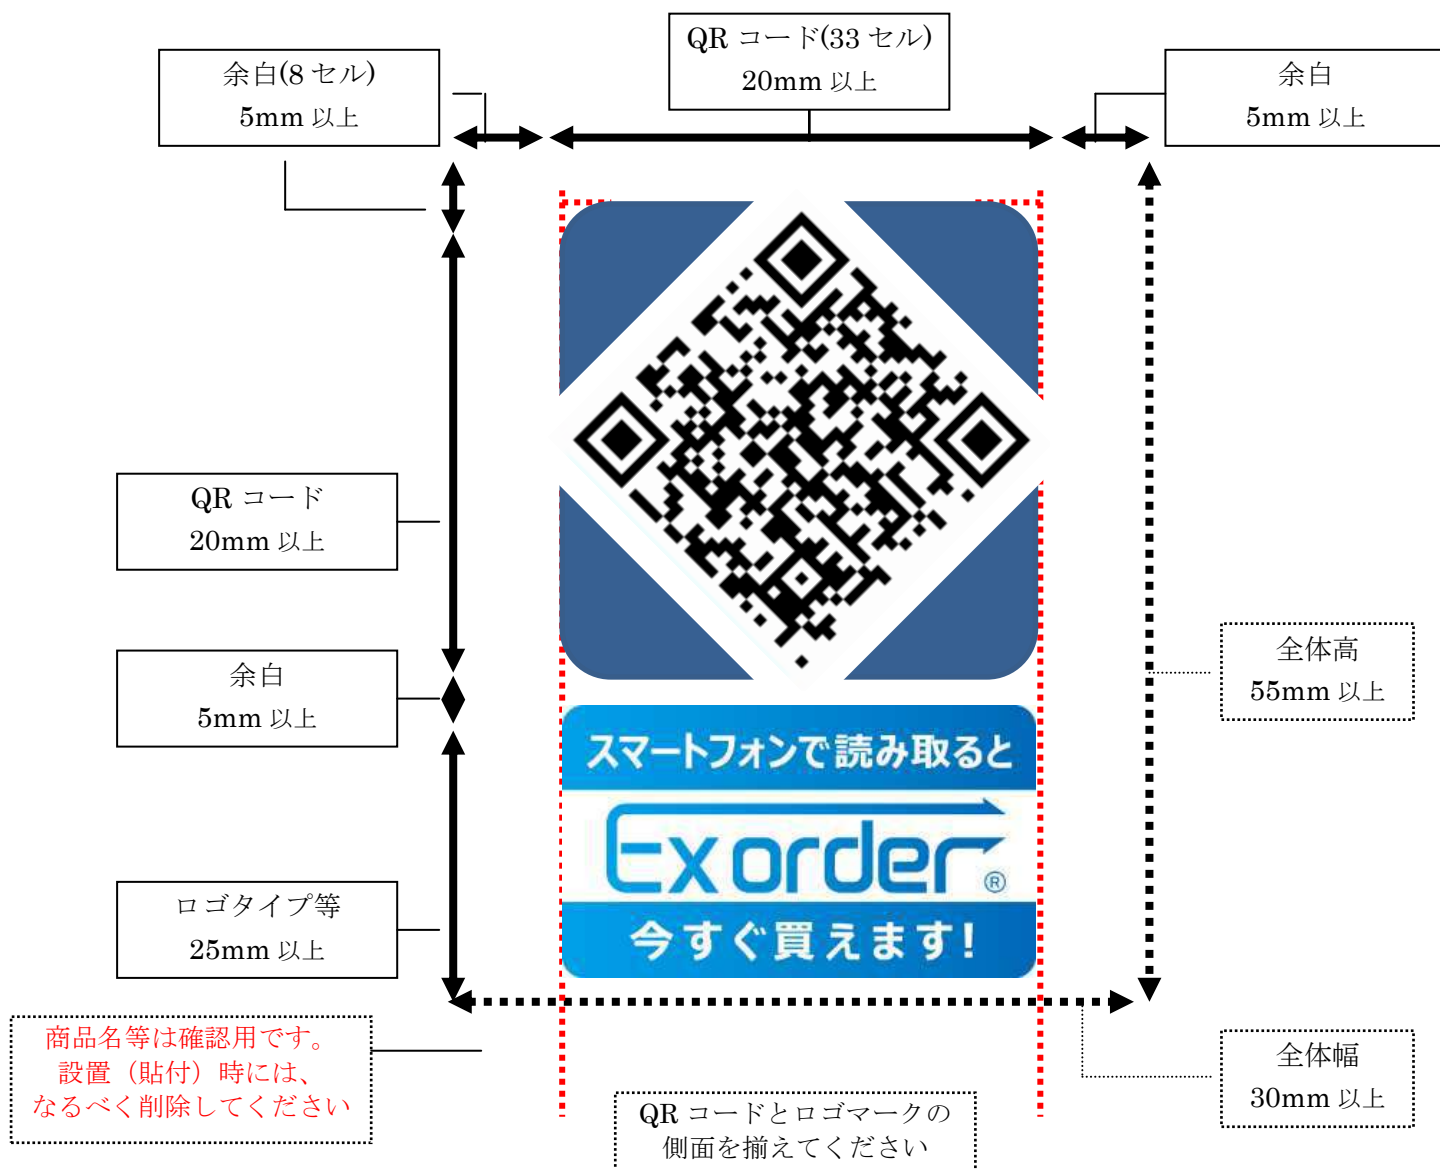 QR コード(33 セル)
20mm 以上
余白(8 セル)
5mm 以上
余白
5mm 以上
QR コード
20mm 以上
余白
5mm 以上
全体高
55mm 以上
スマートフォンで読み取ると
Exorder®
今すぐ買えます!
ロゴタイプ等
25mm 以上
商品名等は確認用です。
設置（貼付）時には、
なるべく削除してください
全体幅
30mm 以上
QR コードとロゴマークの
側面を揃えてください